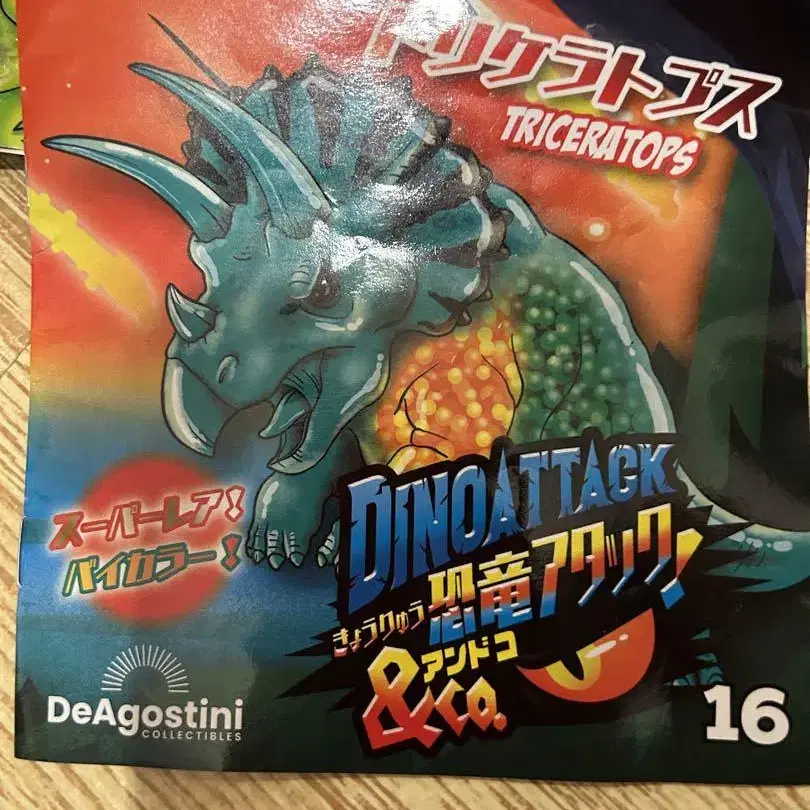 トリケラトプス
TRICERATOPS
スーパーレア!
バイカラー!
DINOATTACK
きょうりゅう
恐竜アタック!
アンドコ
&CO.
DeAgostini
COLLECTIBLES
16